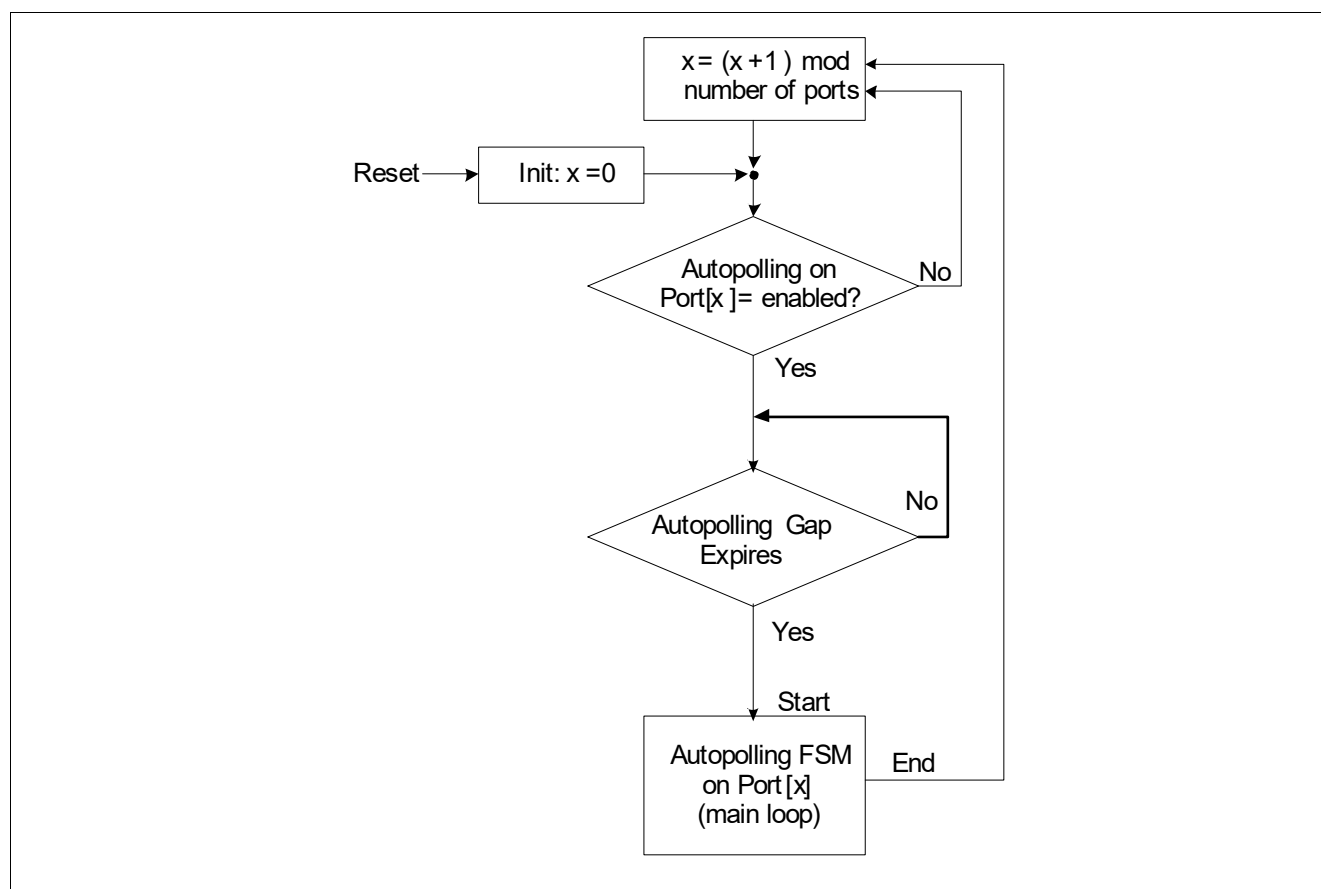 x = (x +1 ) mod
number of ports
Reset
Init: x =0
Autopolling on
Port[x ]= enabled?
No
Yes
No
Autopolling Gap
Expires
Yes
Start
Autopolling FSM
on Port [x]
(main loop)
End